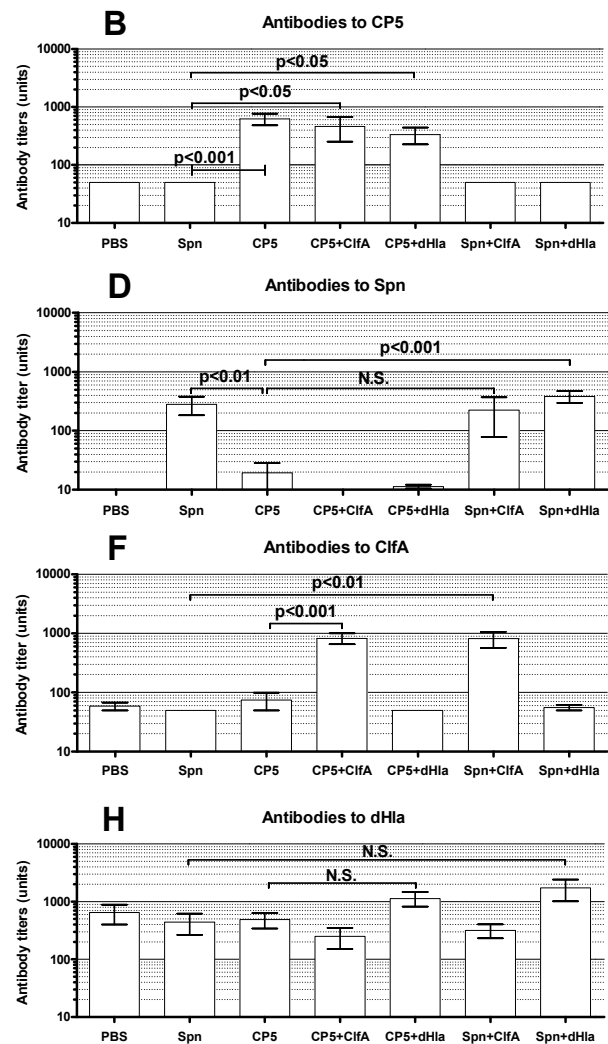 B
Antibodies to CP5
Antibody titers (units)
10000
1000
100
10
p<0.05
p<0.05
p<0.001
PBS Spn CP5 CP5+ClfA CP5+dHla Spn+ClfA Spn+dHla
D
Antibodies to Spn
Antibody titer (units)
10000
1000
100
10
p<0.001
p<0.01 N.S.
PBS Spn CP5 CP5+ClfA CP5+dHla Spn+ClfA Spn+dHla
F
Antibodies to ClfA
Antibody titer (units)
10000
1000
100
10
p<0.01
p<0.001
PBS Spn CP5 CP5+ClfA CP5+dHla Spn+ClfA Spn+dHla
H
Antibodies to dHla
Antibody titers (units)
10000
1000
100
10
N.S.
N.S.
PBS Spn CP5 CP5+ClfA CP5+dHla Spn+ClfA Spn+dHla